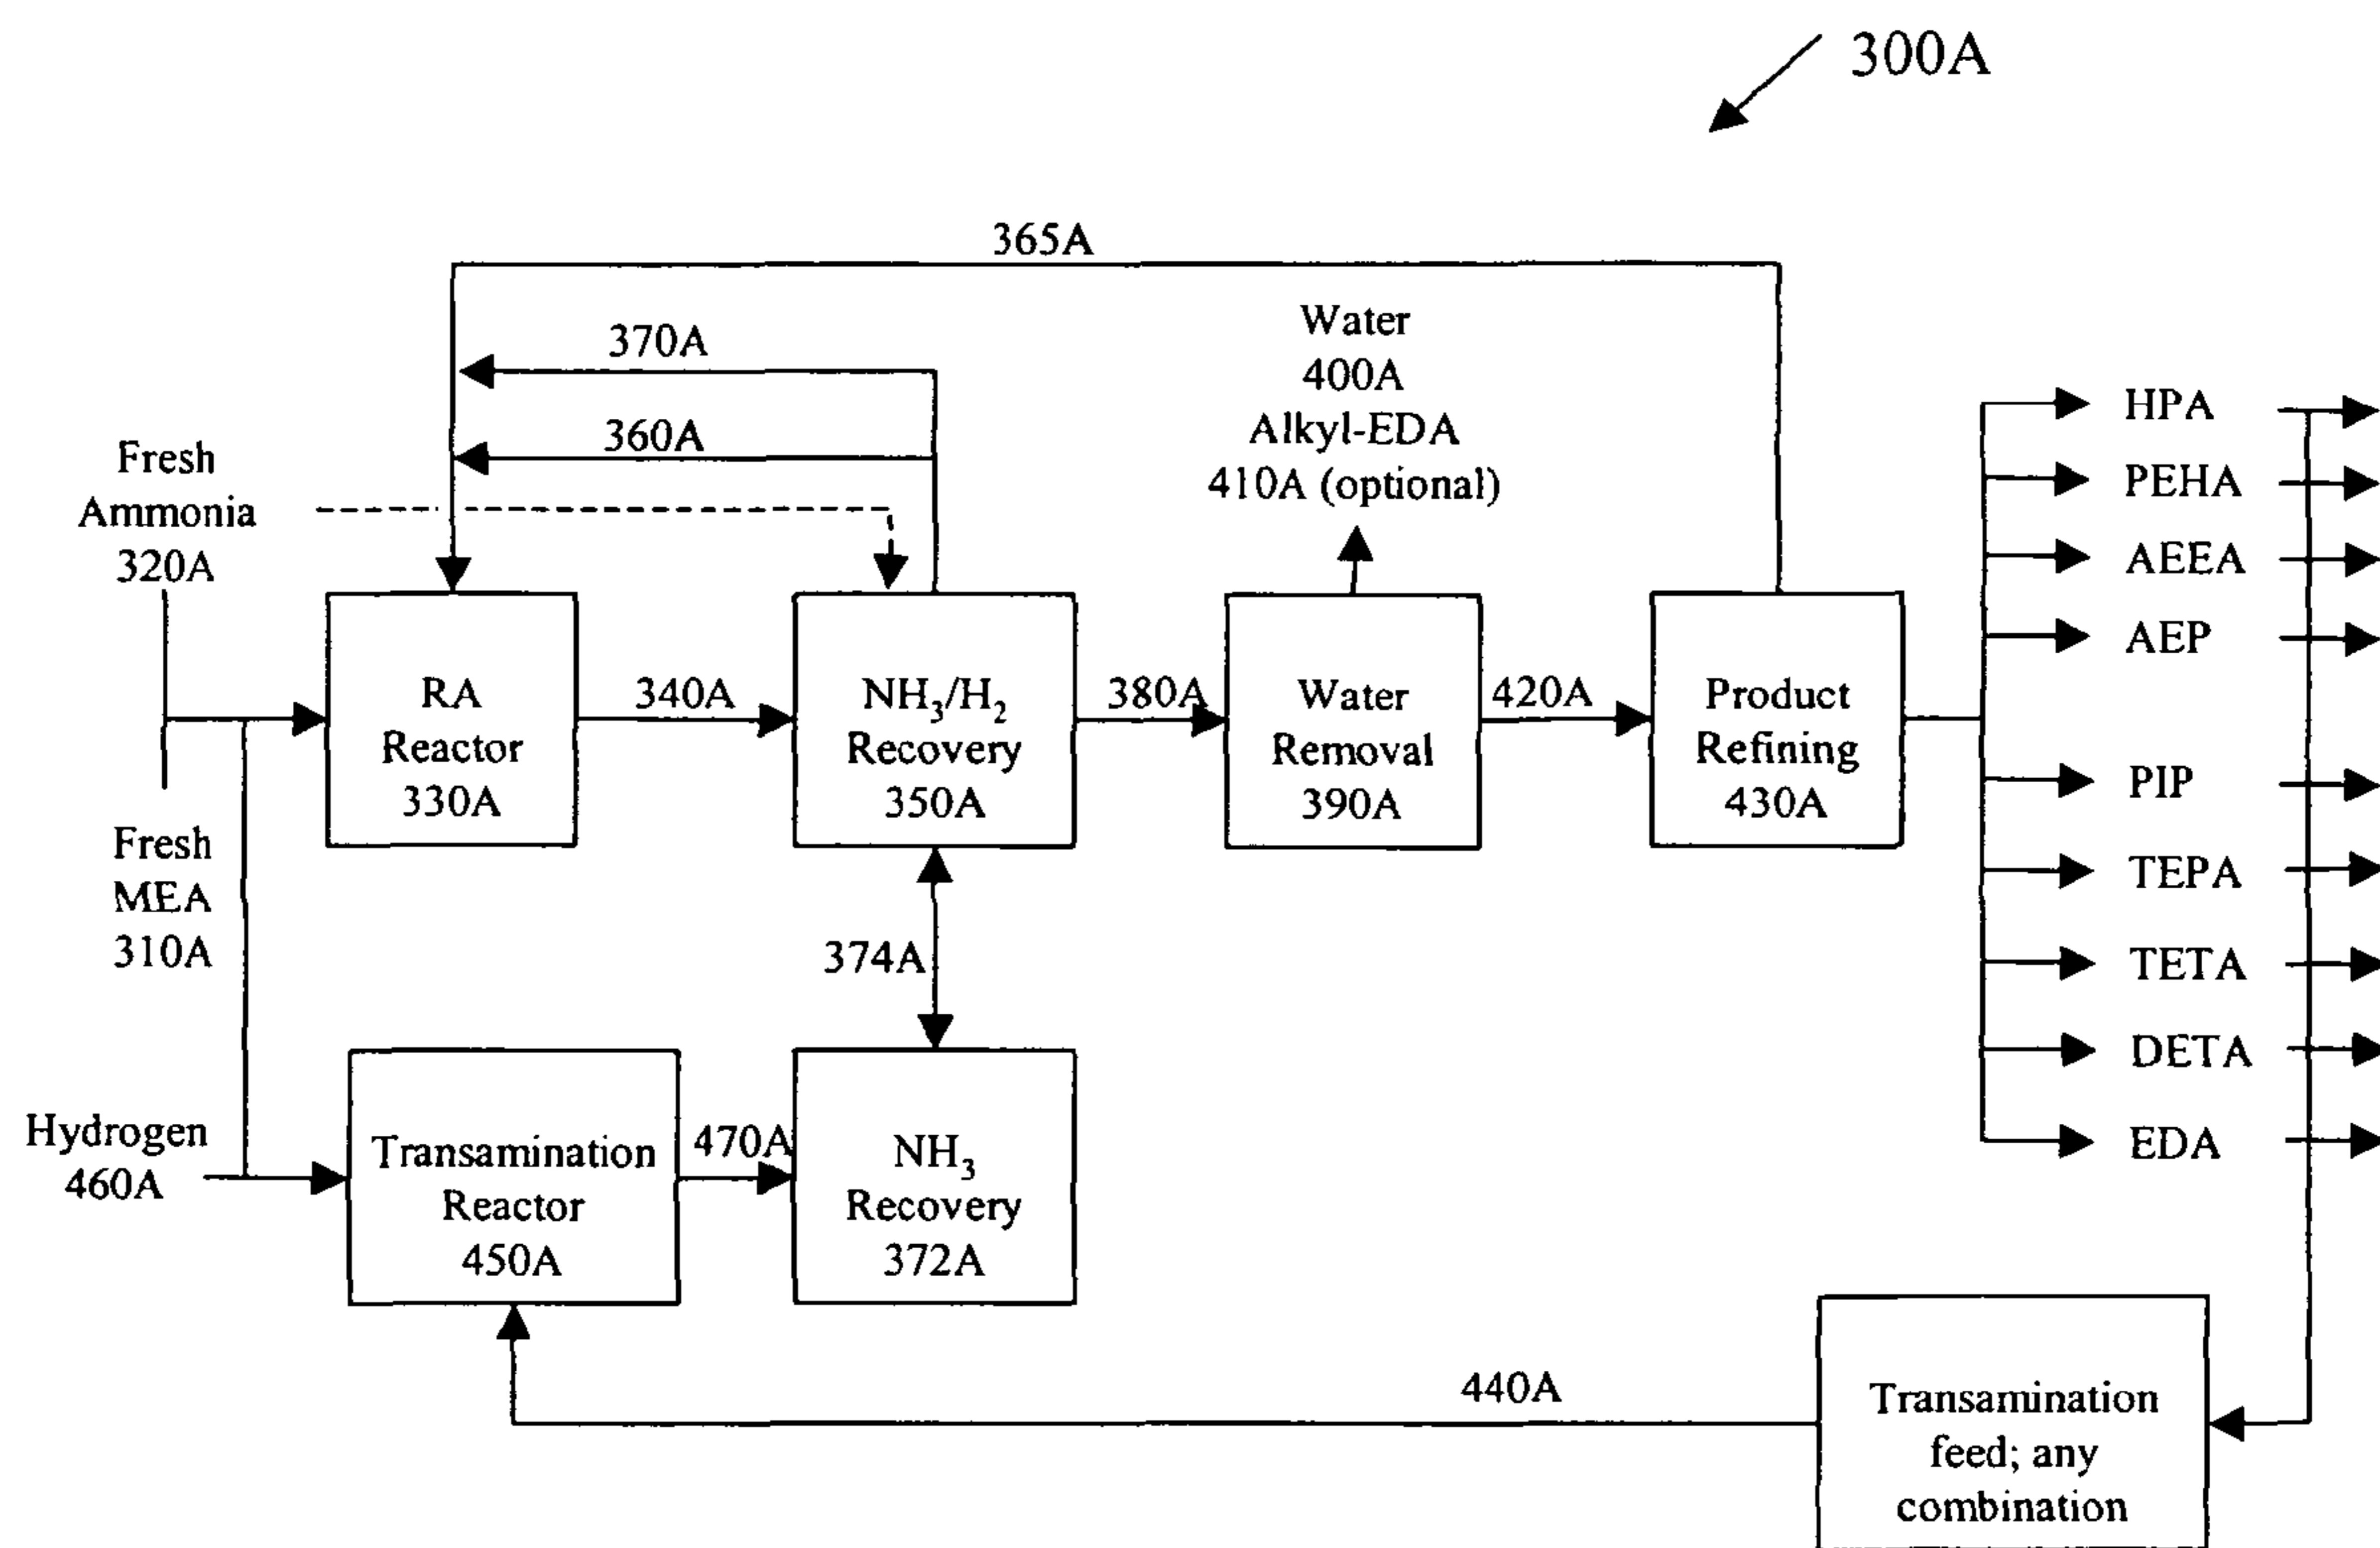 300A
365A
370A
360A
Water
400A
Alkyl-EDA
410A (optional)
Fresh
Ammonia
320A
RA
Reactor
330A
340A
NH₃/H₂
Recovery
350A
380A
Water
Removal
390A
420A
Product
Refining
430A
HPA
PEHA
AEEA
AEP
PIP
TEPA
TETA
DETA
EDA
Fresh
MEA
310A
374A
Hydrogen
460A
Transamination
Reactor
450A
470A
NH₃
Recovery
372A
440A
Transamination
feed; any
combination